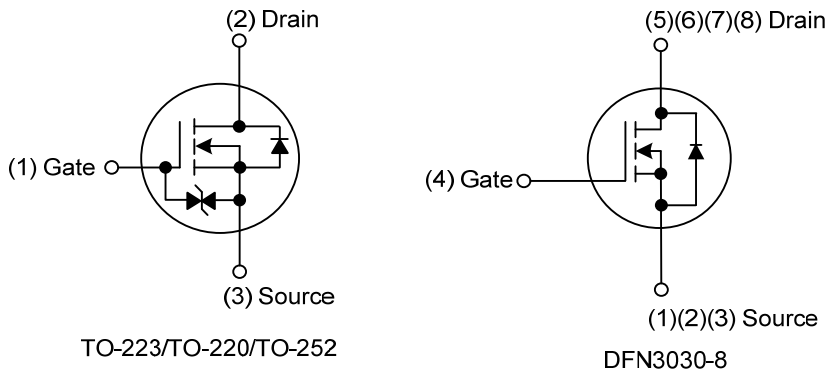 (2) Drain
(1) Gate
(3) Source
TO-223/TO-220/TO-252
(5)(6)(7)(8) Drain
(4) Gate
(1)(2)(3) Source
DFN3030-8